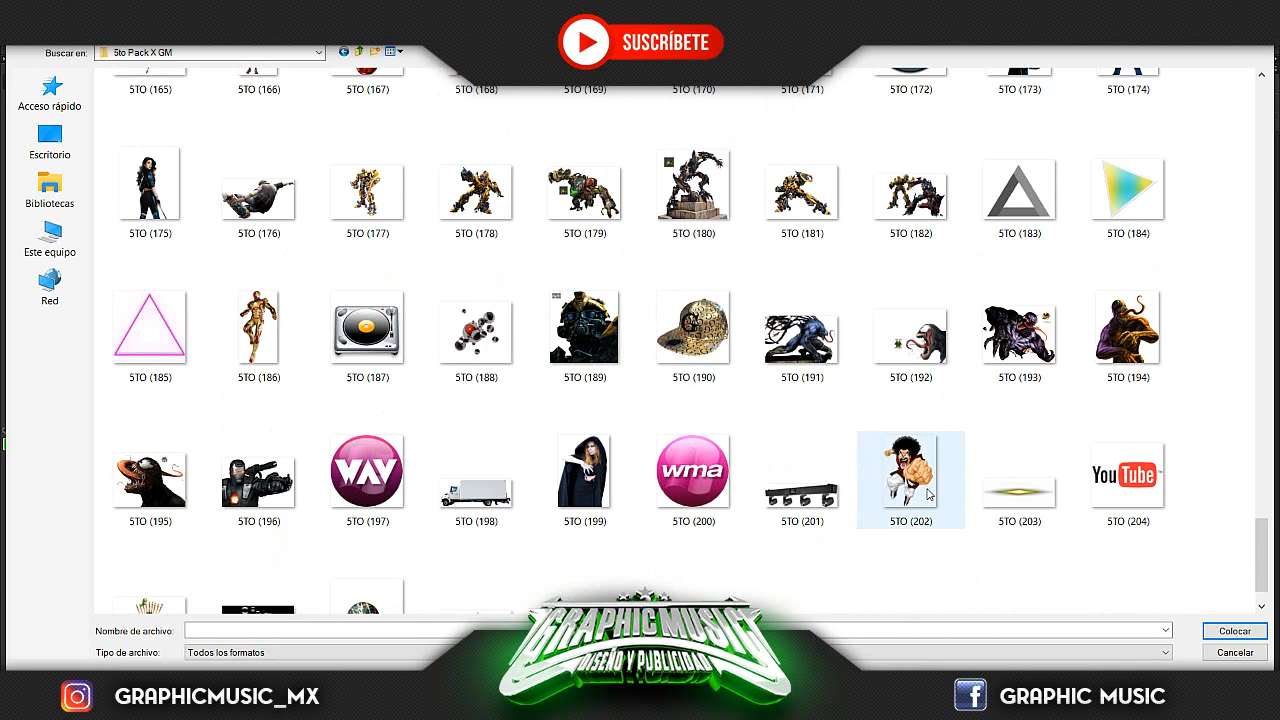 SUSCRÍBETE
Buscar en:
5to Pack X GM
Acceso rápido
Escritorio
Bibliotecas
Este equipo
Red
5TO (165) 5TO (166) 5TO (167) 5TO (168) 5TO (169) 5TO (170) 5TO (171) 5TO (172) 5TO (173) 5TO (174)
5TO (175) 5TO (176) 5TO (177) 5TO (178) 5TO (179) 5TO (180) 5TO (181) 5TO (182) 5TO (183) 5TO (184)
5TO (185) 5TO (186) 5TO (187) 5TO (188) 5TO (189) 5TO (190) 5TO (191) 5TO (192) 5TO (193) 5TO (194)
WAV
wma
YouTube
5TO (195) 5TO (196) 5TO (197) 5TO (198) 5TO (199) 5TO (200) 5TO (201) 5TO (202) 5TO (203) 5TO (204)
Nombre de archivo:
Colocar
Tipo de archivo:
Todos los formatos
Cancelar
GRAPHIC MUSIC
DISEÑO Y PUBLICIDAD
GRAPHICMUSIC_MX
GRAPHIC MUSIC